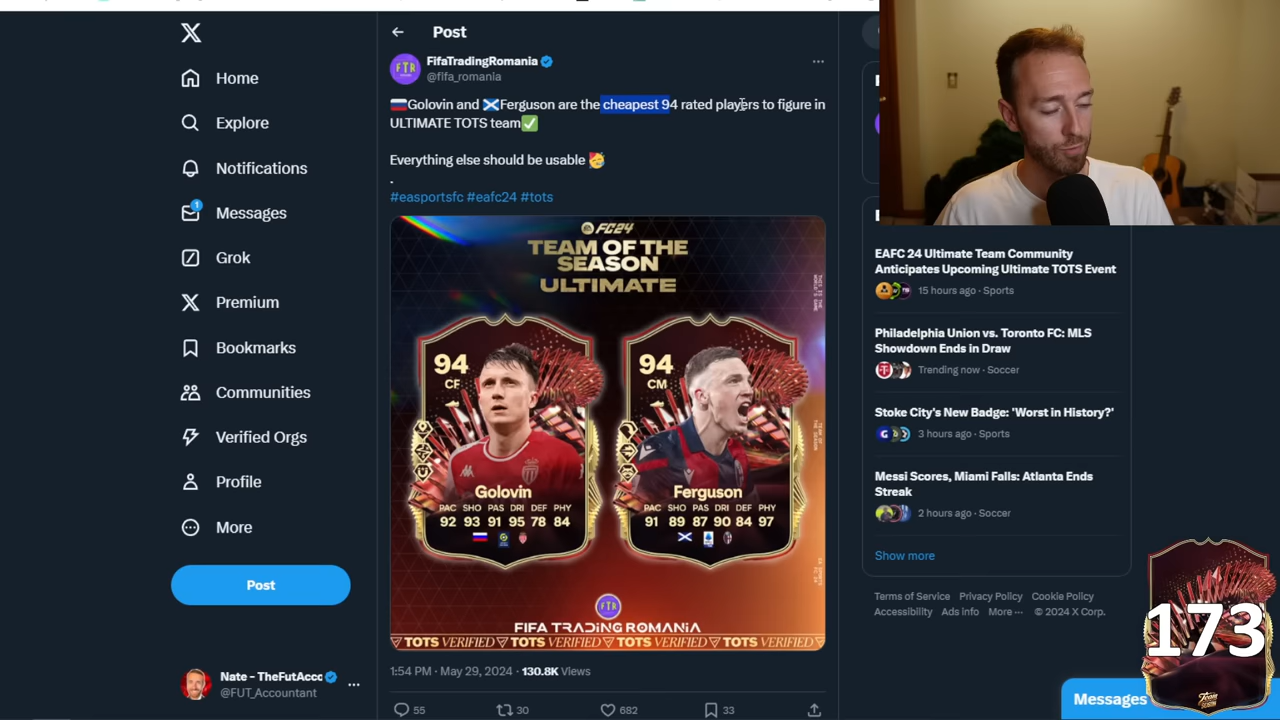 Post
FifaTradingRomania
@fifa_romania
Golovin and Ferguson are the cheapest 94 rated players to figure in
ULTIMATE TOTS team
Everything else should be usable
.
#easportsfc #eafc24 #tots
FC24
TEAM OF THE
SEASON
ULTIMATE
94
CF
Golovin
PAC SHO PAS DRI DEF PHY
92 93 91 95 78 84
94
CM
Ferguson
PAC SHO PAS DRI DEF PHY
91 89 87 90 84 97
FTR
FIFA TRADING ROMANIA
TOTS VERIFIED TOTS VERIFIED TOTS VERIFIED TOTS VERIFIED
1:54 PM · May 29, 2024 · 130.8K Views
55
30
682
33
Home
Explore
Notifications
1
Messages
Grok
Premium
Bookmarks
Communities
Verified Orgs
Profile
More
Post
Nate - TheFutAcc
@FUT_Accountant
EAFC 24 Ultimate Team Community
Anticipates Upcoming Ultimate TOTS Event
15 hours ago · Sports
Philadelphia Union vs. Toronto FC: MLS
Showdown Ends in Draw
Trending now · Soccer
Stoke City's New Badge: 'Worst in History?'
3 hours ago · Sports
Messi Scores, Miami Falls: Atlanta Ends
Streak
2 hours ago · Soccer
Show more
Terms of Service Privacy Policy Cookie Policy
Accessibility Ads info More ··· © 2024 X Corp.
173
Messages